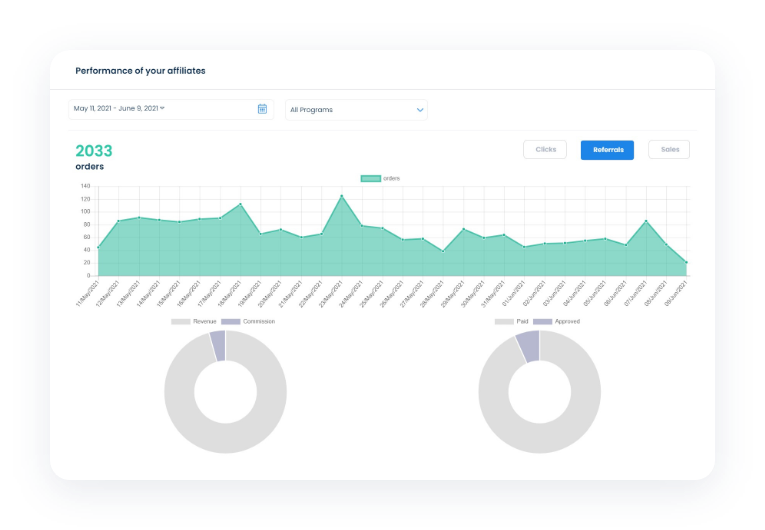 Performance of your affiliates
May 11, 2021 - June 9, 2021
All Programs
2033
orders
Clicks
Referrals
Sales
orders
140
120
100
80
60
40
20
0
11/May/2021
12/May/2021
13/May/2021
14/May/2021
15/May/2021
16/May/2021
17/May/2021
18/May/2021
19/May/2021
20/May/2021
21/May/2021
22/May/2021
23/May/2021
24/May/2021
25/May/2021
26/May/2021
27/May/2021
28/May/2021
29/May/2021
30/May/2021
31/May/2021
01/Jun/2021
02/Jun/2021
03/Jun/2021
04/Jun/2021
05/Jun/2021
06/Jun/2021
07/Jun/2021
08/Jun/2021
09/Jun/2021
Revenue
Commission
Paid
Approved